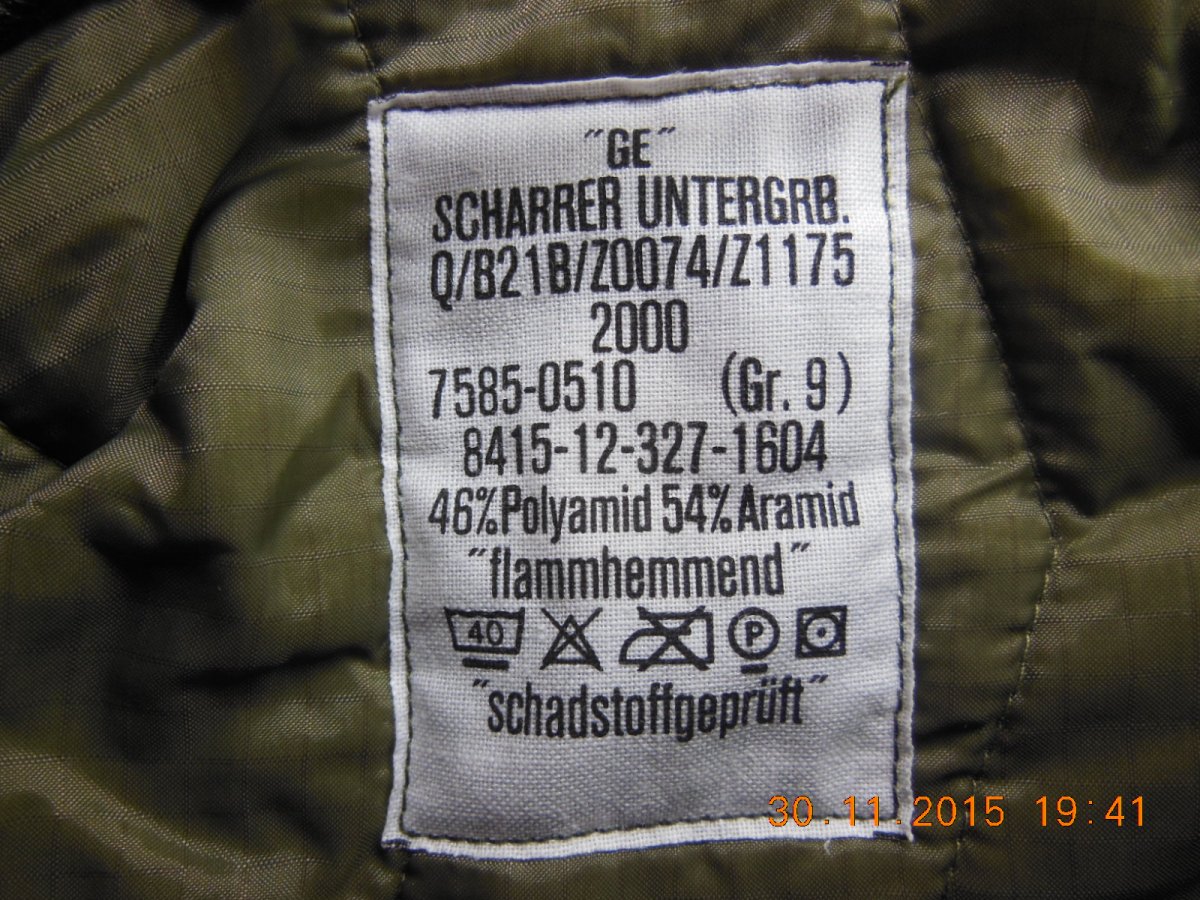 "GE"
SCHARRER UNTERGRB.
Q/B21B/Z0074/Z1175
2000
7585-0510 (Gr. 9)
8415-12-327-1604
46%Polyamid 54%Aramid
"flammhemmend"
40 P
"schadstoffgeprüft"
30.11.2015 19:41